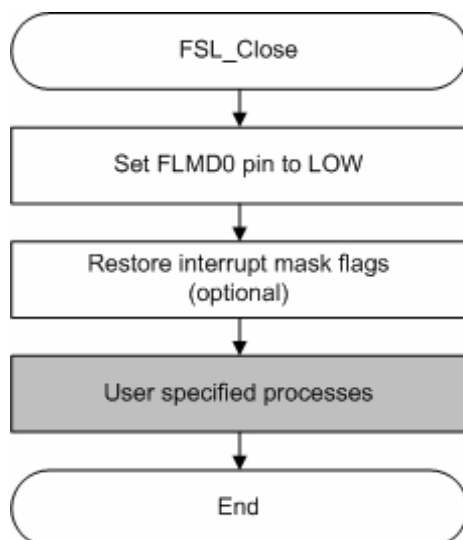 FSL_Close
Set FLMD0 pin to LOW
Restore interrupt mask flags
(optional)
User specified processes
End